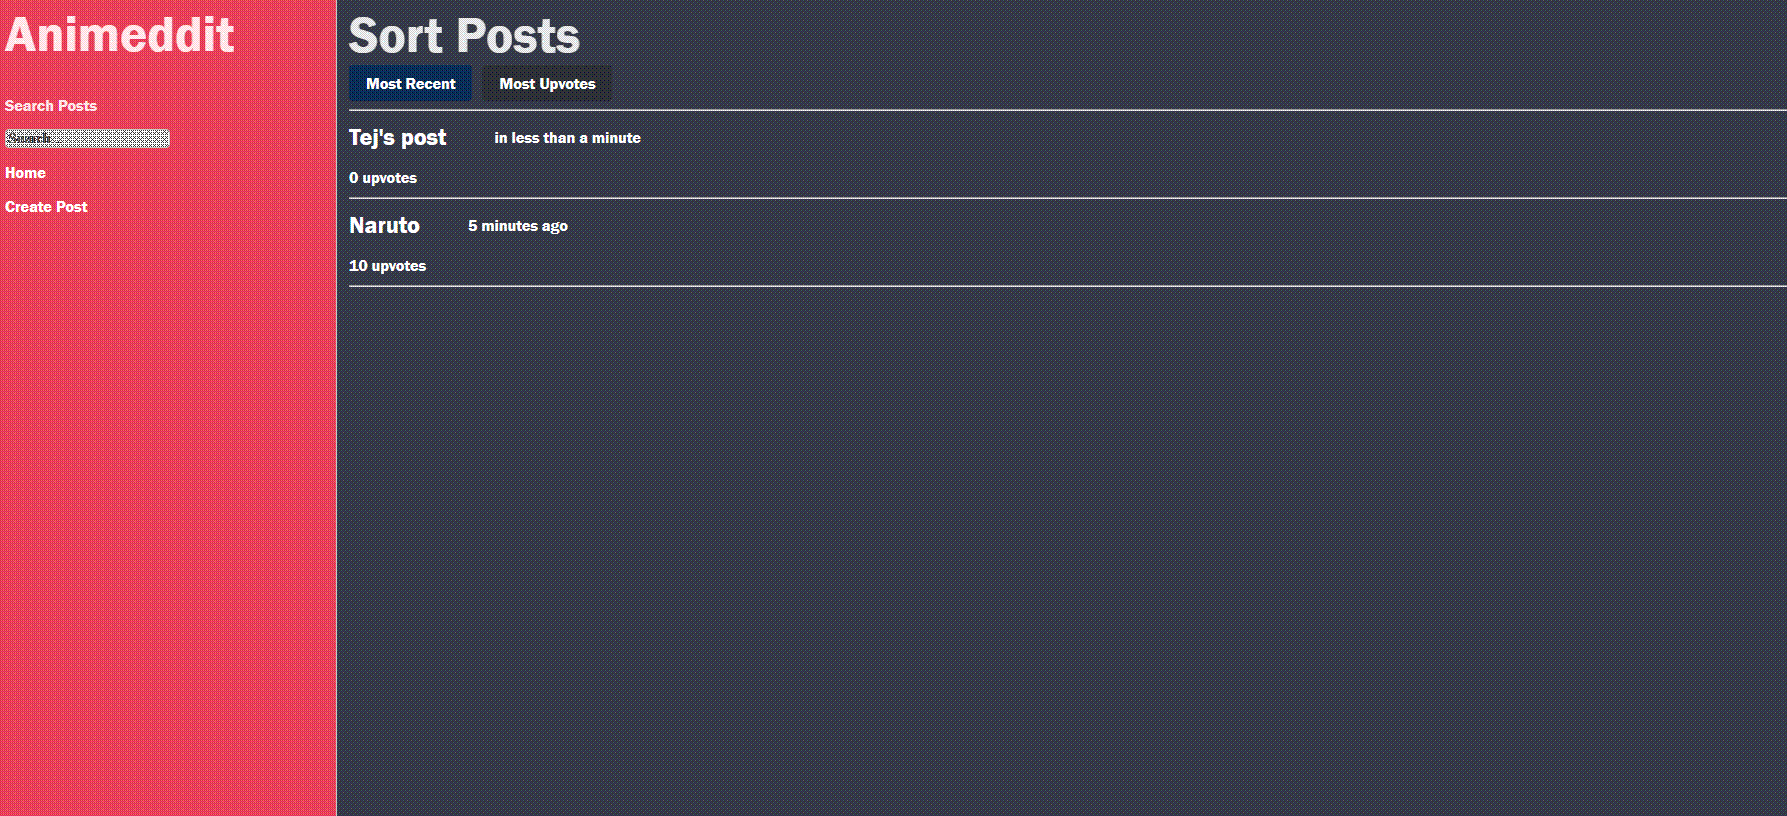 Animeddit
Search Posts
Search...
Home
Create Post
Sort Posts
Most Recent
Most Upvotes
Tej's post
in less than a minute
0 upvotes
Naruto
5 minutes ago
10 upvotes